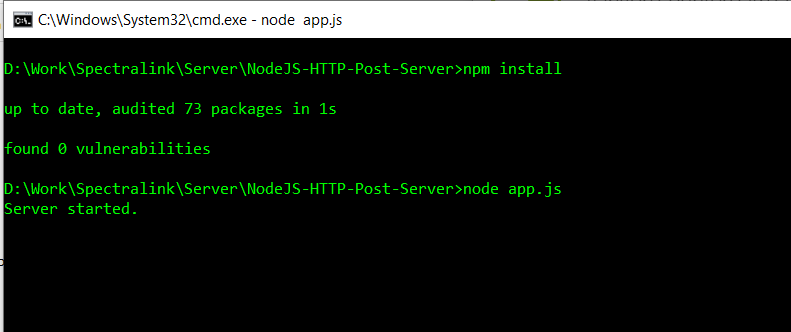 C:\Windows\System32\cmd.exe - node  app.js
D:\Work\Spectralink\Server\NodeJS-HTTP-Post-Server>npm install
up to date, audited 73 packages in 1s
found 0 vulnerabilities
D:\Work\Spectralink\Server\NodeJS-HTTP-Post-Server>node app.js
Server started.